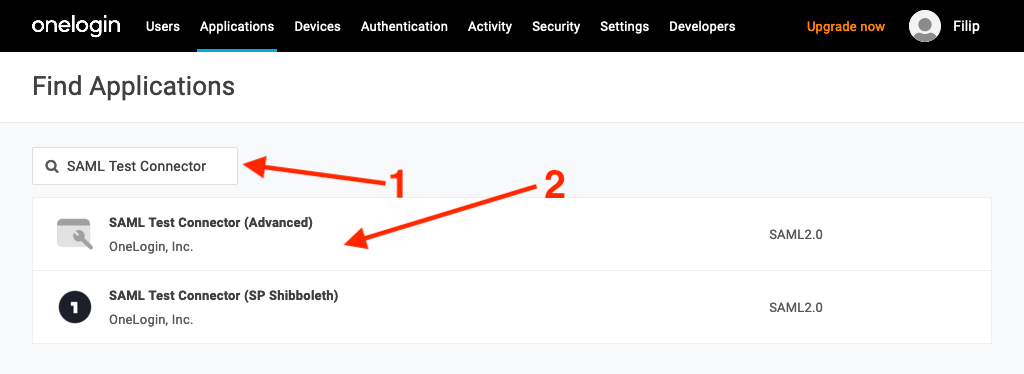 onelogin Users Applications Devices Authentication Activity Security Settings Developers Upgrade now Filip
Find Applications
SAML Test Connector
1
2
SAML Test Connector (Advanced)
OneLogin, Inc.
SAML2.0
1
SAML Test Connector (SP Shibboleth)
OneLogin, Inc.
SAML2.0